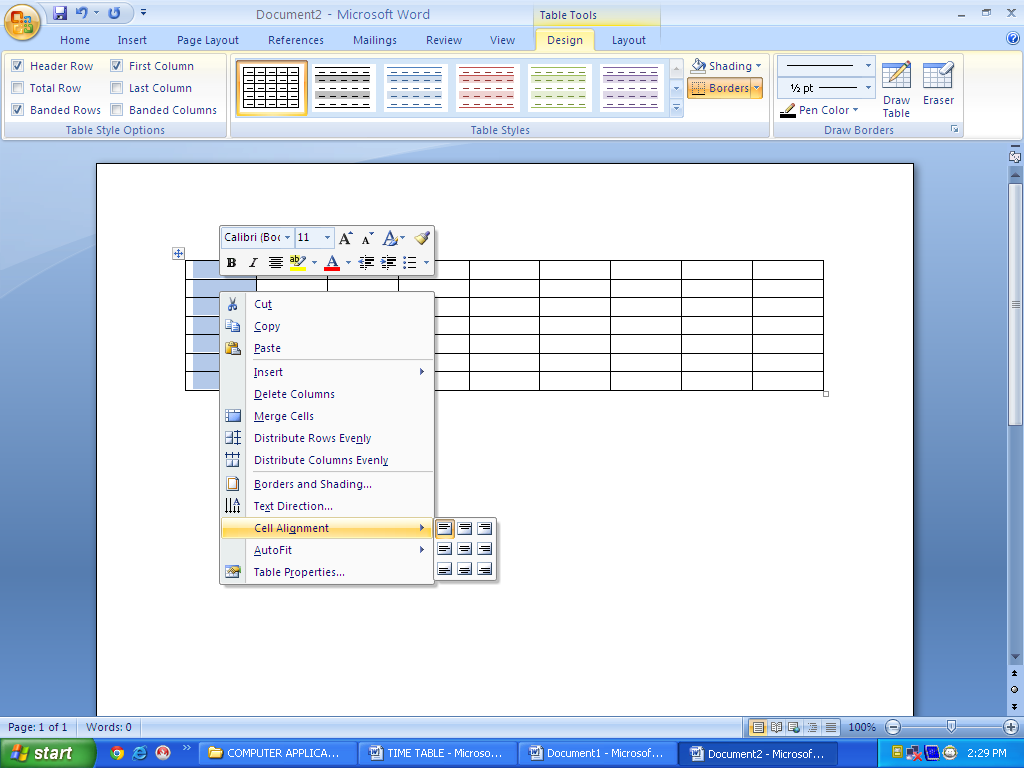 Document2 - Microsoft Word
Table Tools
Home Insert Page Layout References Mailings Review View Design Layout
Header Row First Column
Total Row Last Column
Banded Rows Banded Columns
Table Style Options
Table Styles
Shading
Borders
½ pt
Pen Color
Draw Table
Eraser
Draw Borders
Calibri (Boc 11 A A A
B I ab A
Cut
Copy
Paste
Insert
Delete Columns
Merge Cells
Distribute Rows Evenly
Distribute Columns Evenly
Borders and Shading...
Text Direction...
Cell Alignment
AutoFit
Table Properties...
Page: 1 of 1 Words: 0 100%
start COMPUTER APPLICA... TIME TABLE - Microso... Document1 - Microsof... Document2 - Microsof... 2:29 PM